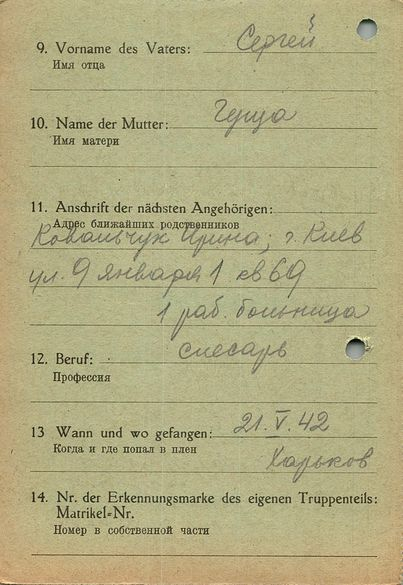 9. Vorname des Vaters: Сергей
Имя отца
10. Name der Mutter:
Имя матери
11. Anschrift der nächsten Angehörigen:
Адрес ближайших родственников
Ковальчук Ирина; г. Киев
ул. 9 января 1 кв 69
1 раб. больница
12. Beruf: слесарь
Профессия
13 Wann und wo gefangen: 21. V. 42
Когда и где попал в плен
Харьков
14. Nr. der Erkennungsmarke des eigenen Truppenteils:
Matrikel=Nr.
Номер в собственной части